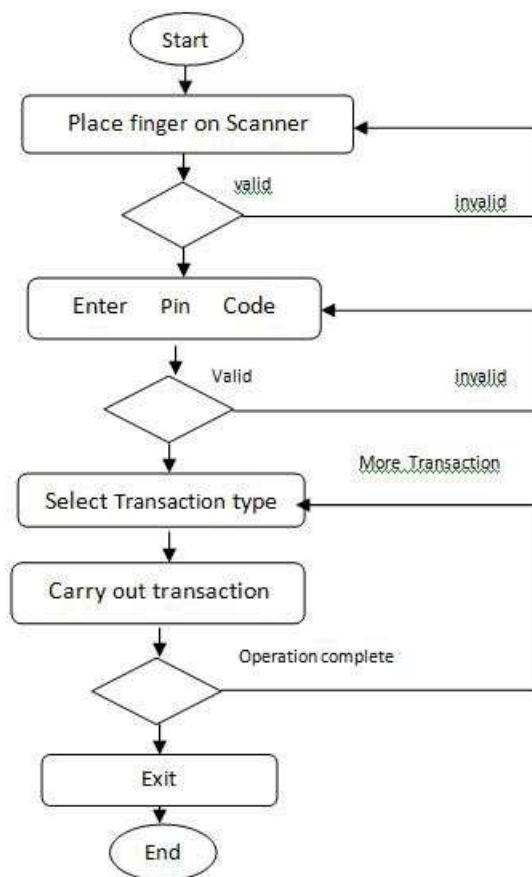 Start
Place finger on Scanner
valid
invalid
Enter Pin Code
Valid
invalid
More Transaction
Select Transaction type
Carry out transaction
Operation complete
Exit
End